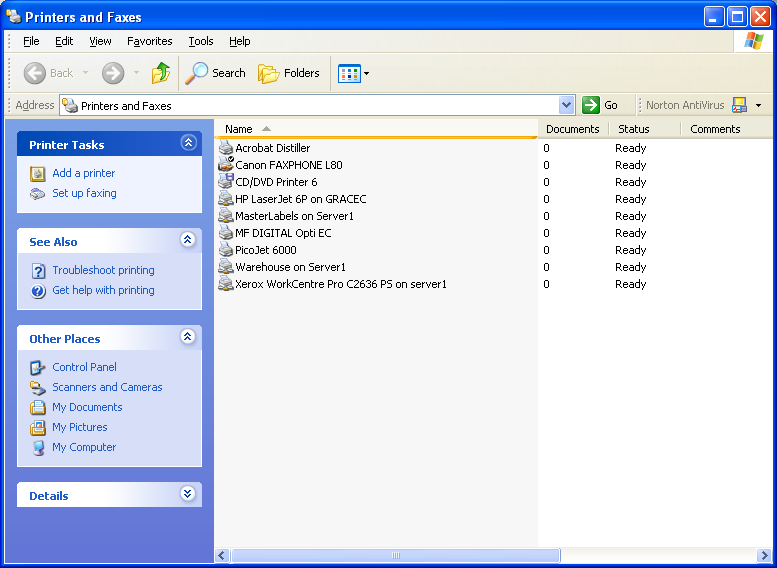 Printers and Faxes
File Edit View Favorites Tools Help
Back Search Folders
Address Printers and Faxes Go Norton AntiVirus
Printer Tasks
Add a printer
Set up faxing
See Also
Troubleshoot printing
Get help with printing
Other Places
Control Panel
Scanners and Cameras
My Documents
My Pictures
My Computer
Details
Name Documents Status Comments
Acrobat Distiller 0 Ready
Canon FAXPHONE L80 0 Ready
CD/DVD Printer 6 0 Ready
HP LaserJet 6P on GRACEC 0 Ready
MasterLabels on Server1 0 Ready
MF DIGITAL Opti EC 0 Ready
PicoJet 6000 0 Ready
Warehouse on Server1 0 Ready
Xerox WorkCentre Pro C2636 PS on server1 0 Ready